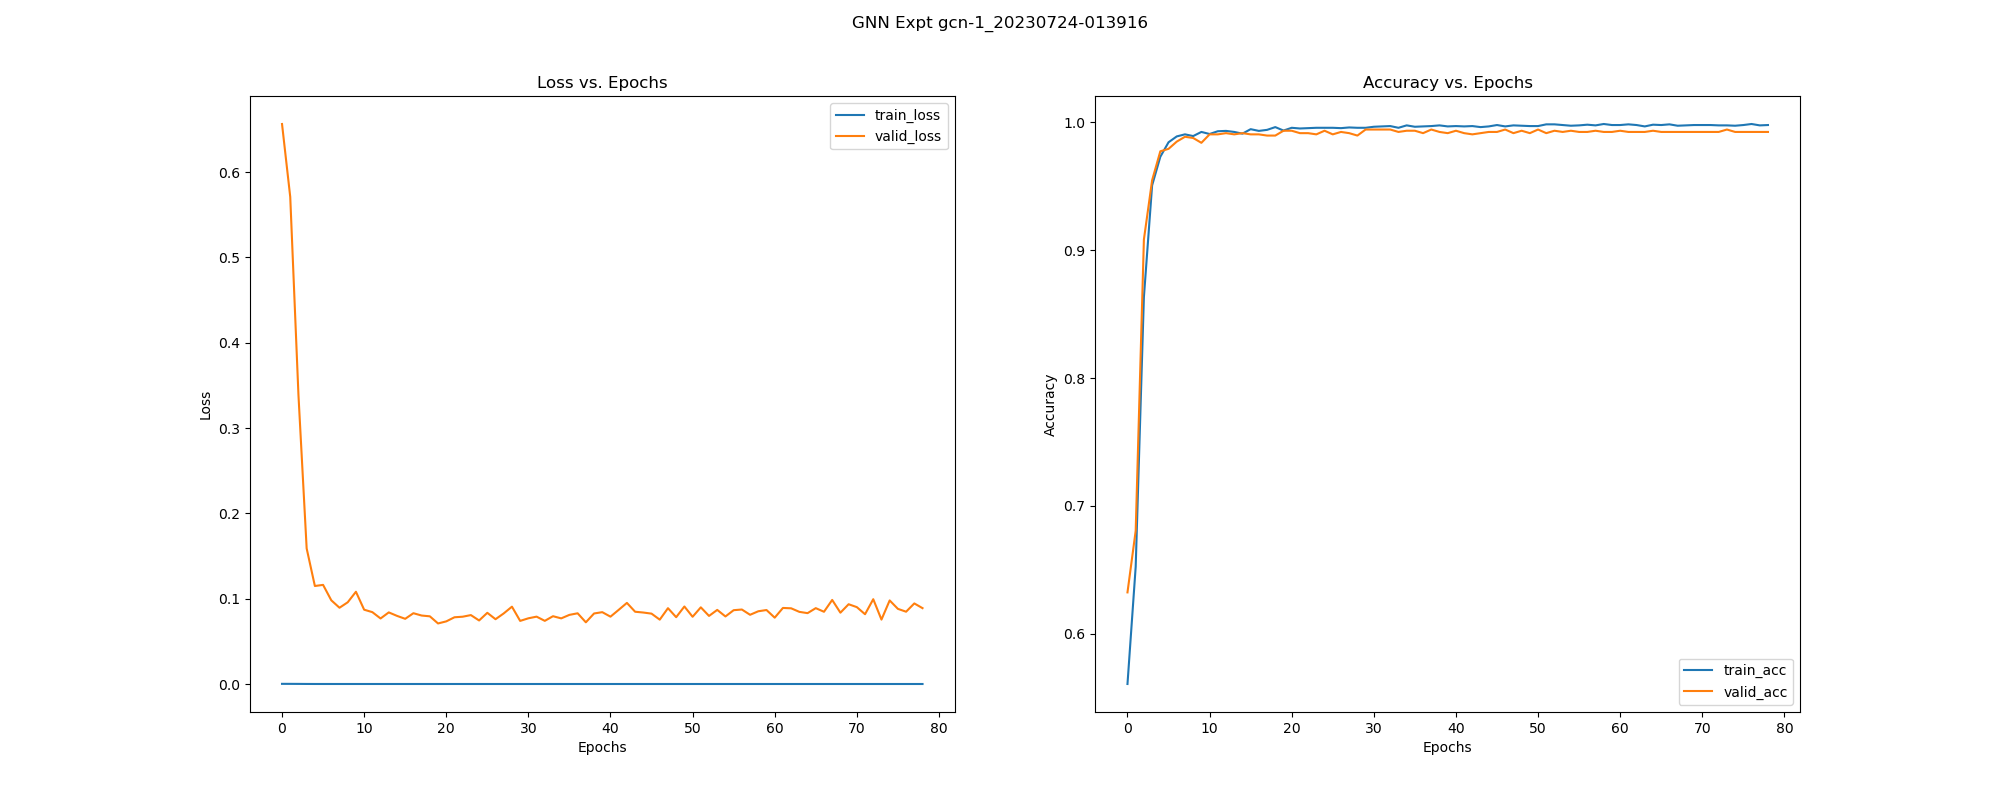 GNN Expt gcn-1_20230724-013916
Loss vs. Epochs
train_loss
valid_loss
0.6
0.5
0.4
0.3
0.2
0.1
0.0
Loss
0 10 20 30 40 50 60 70 80
Epochs
Accuracy vs. Epochs
1.0
0.9
0.8
0.7
0.6
Accuracy
train_acc
valid_acc
0 10 20 30 40 50 60 70 80
Epochs